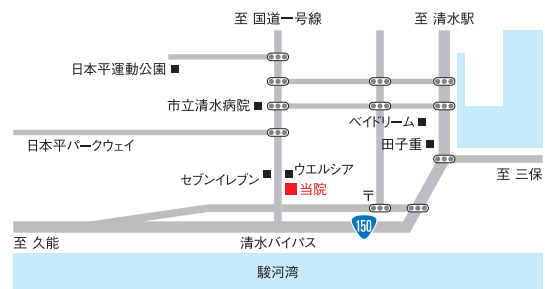 至 国道一号線
至 清水駅
日本平運動公園
市立清水病院
ベイドリーム
日本平パークウェイ
田子重
ウエルシア
至 三保
セブンイレブン
当院
〒
150
至 久能
清水バイパス
駿河湾